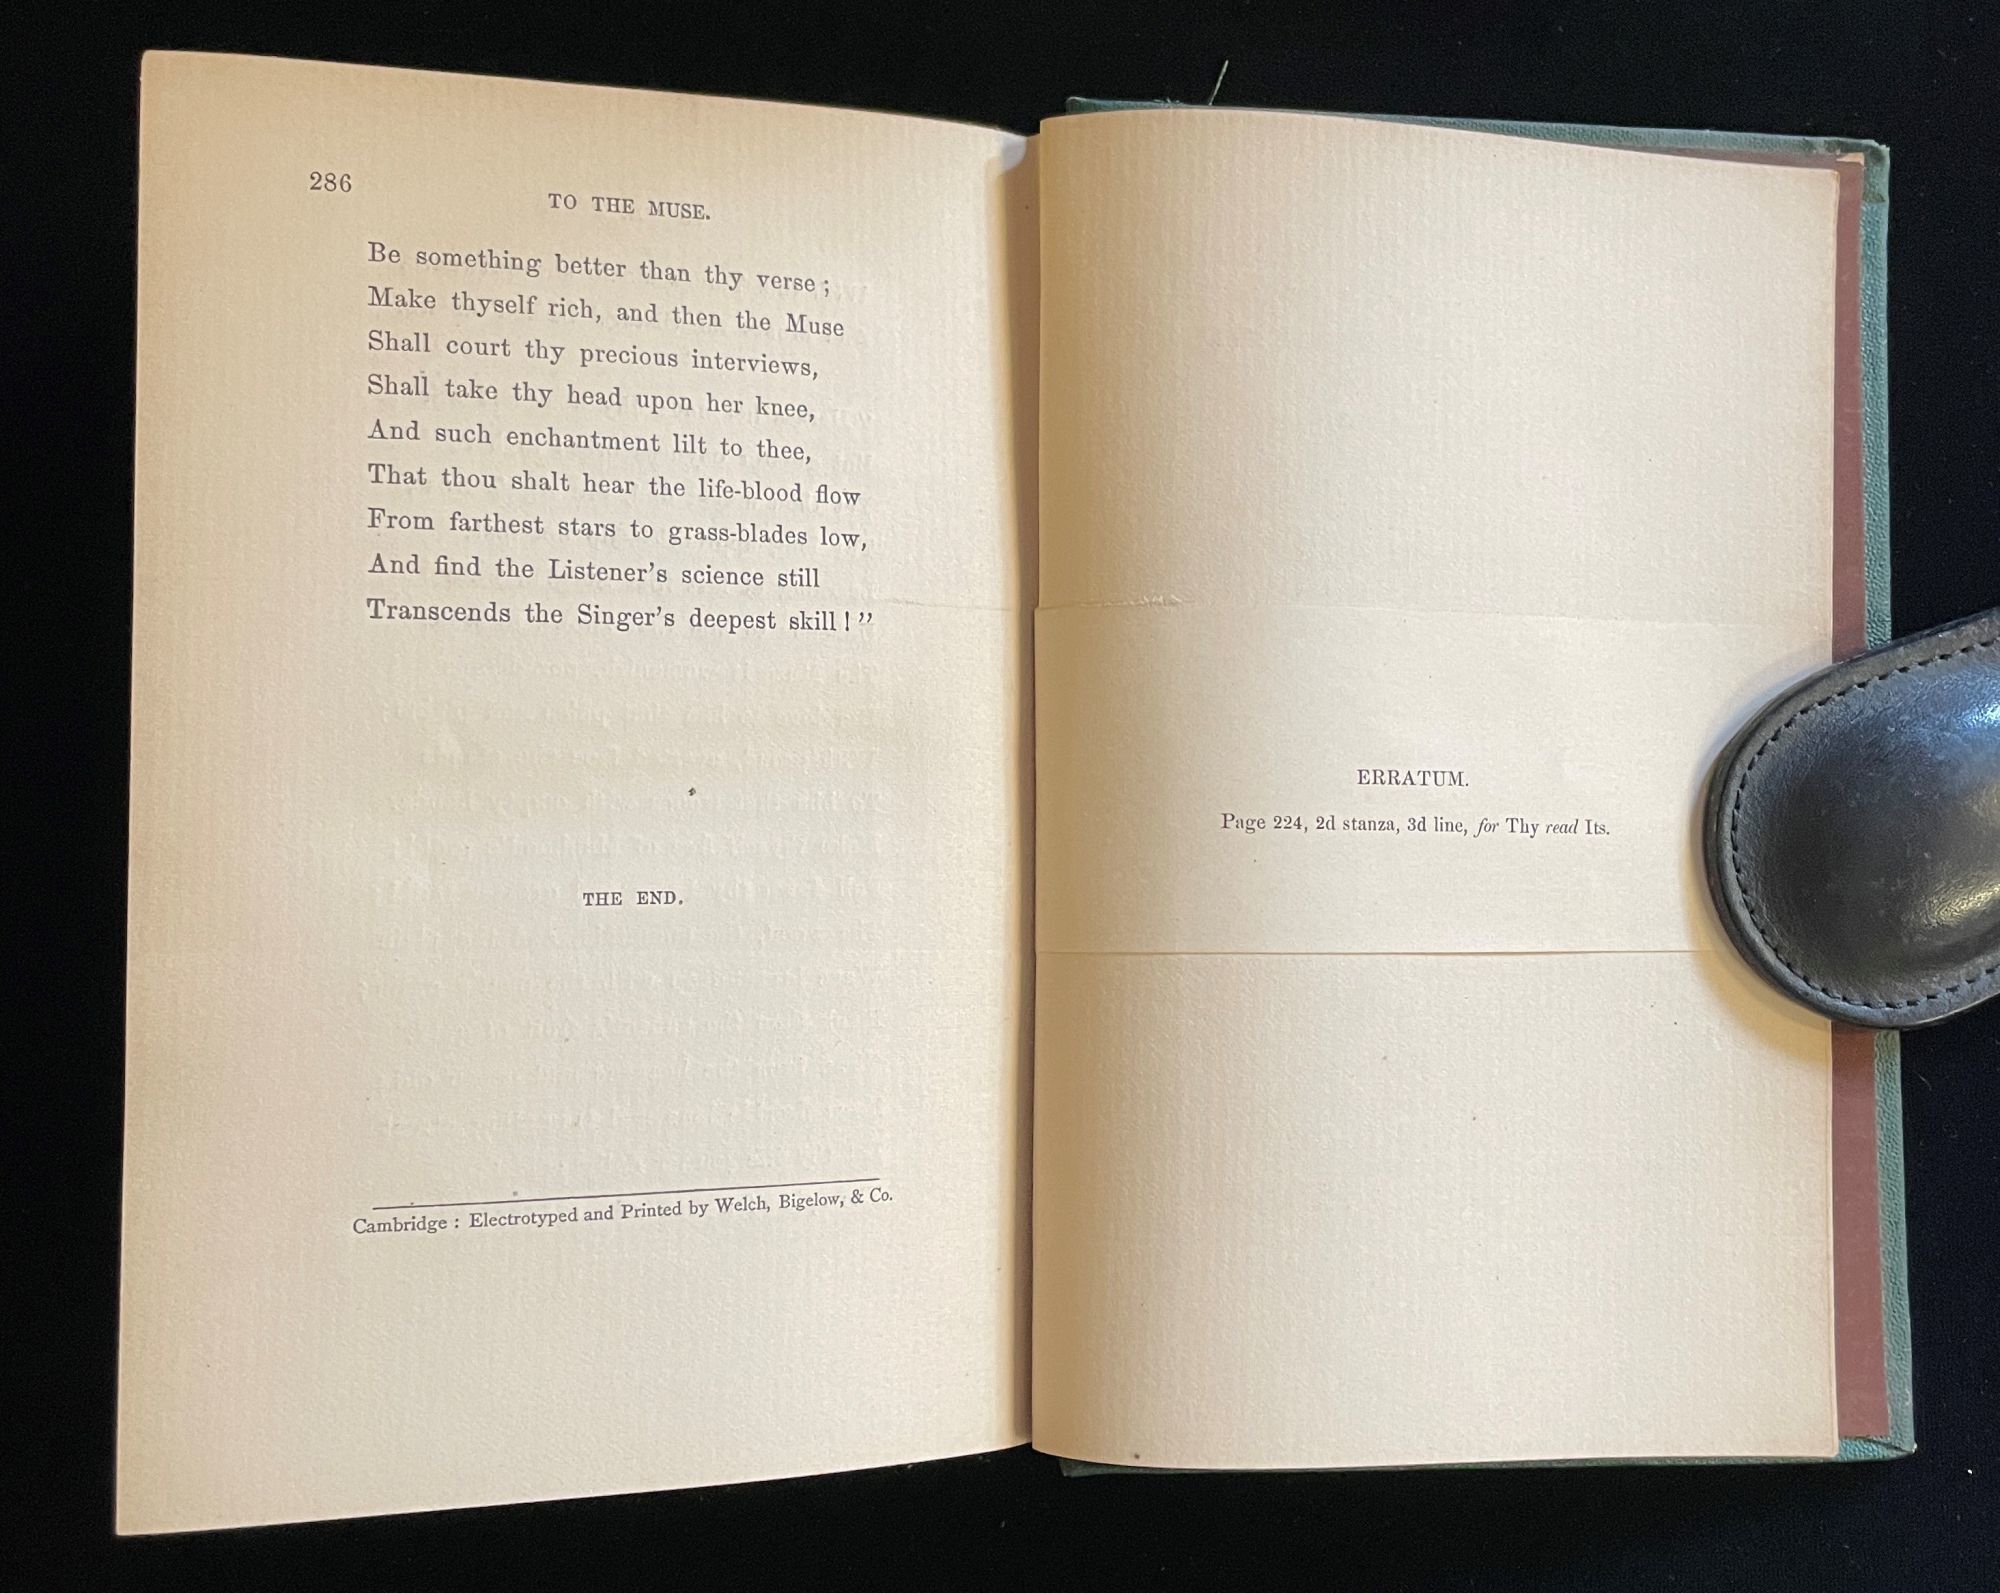 286
TO THE MUSE.
Be something better than thy verse ;
Make thyself rich, and then the Muse
Shall court thy precious interviews,
Shall take thy head upon her knee,
And such enchantment lilt to thee,
That thou shalt hear the life-blood flow
From farthest stars to grass-blades low,
And find the Listener's science still
Transcends the Singer's deepest skill ! ”
THE END.
Cambridge : Electrotyped and Printed by Welch, Bigelow, & Co.
ERRATUM.
Page 224, 2d stanza, 3d line, for Thy read Its.